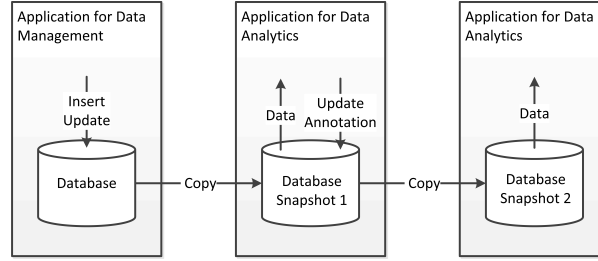 Application for Data
Management
Insert
Update
Database
Copy
Application for Data
Analytics
Data
Update
Annotation
Database
Snapshot 1
Copy
Application for Data
Analytics
Data
Database
Snapshot 2